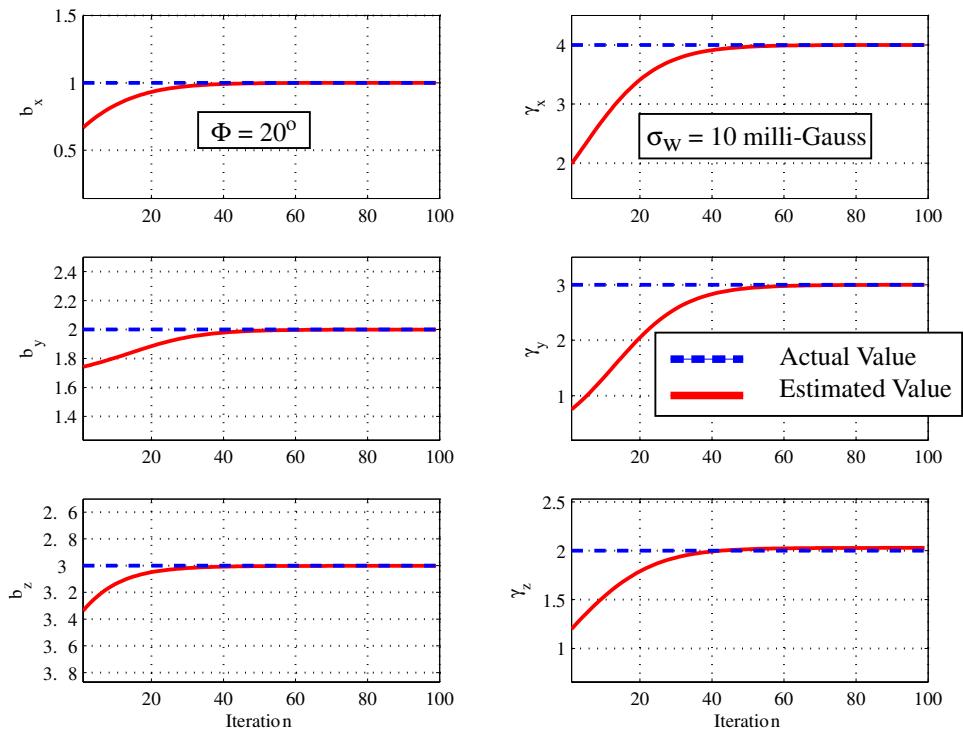 1.5
1
0.5
b_x
Φ = 20°
20 40 60 80 100
4
3
2
γ_x
σ_w = 10 milli-Gauss
20 40 60 80 100
2.4
2.2
2
1.8
1.6
1.4
b_y
20 40 60 80 100
3
2
1
γ_y
Actual Value
Estimated Value
20 40 60 80 100
2. 6
2. 8
3
3. 2
3. 4
3. 6
3. 8
b_z
20 40 60 80 100
Iteration
2.5
2
1.5
1
γ_z
20 40 60 80 100
Iteration